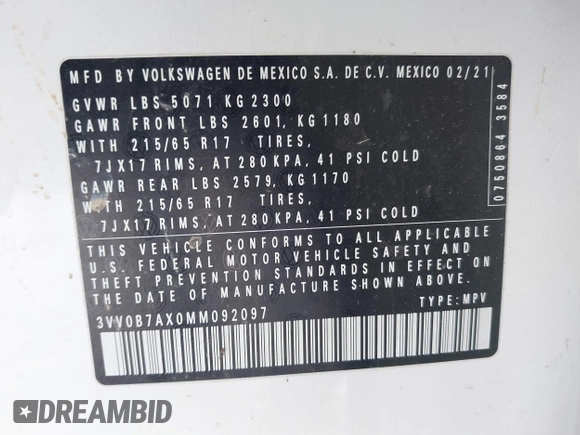 MFD BY VOLKSWAGEN DE MEXICO S.A. DE C.V. MEXICO 02/21
GVWR LBS 5071 KG 2300
GAWR FRONT LBS 2601, KG 1180
WITH 215/65 R17 TIRES,
7JX17 RIMS, AT 280 KPA, 41 PSI COLD
GAWR REAR LBS 2579, KG 1170
WITH 215/65 R17 TIRES,
7JX17 RIMS, AT 280 KPA, 41 PSI COLD
THIS VEHICLE CONFORMS TO ALL APPLICABLE
U.S. FEDERAL MOTOR VEHICLE SAFETY AND
THEFT PREVENTION STANDARDS IN EFFECT ON
THE DATE OF MANUFACTURE SHOWN ABOVE.
3VV0B7AX0MM092097 TYPE: MPV
0750864 3584
DREAMBID